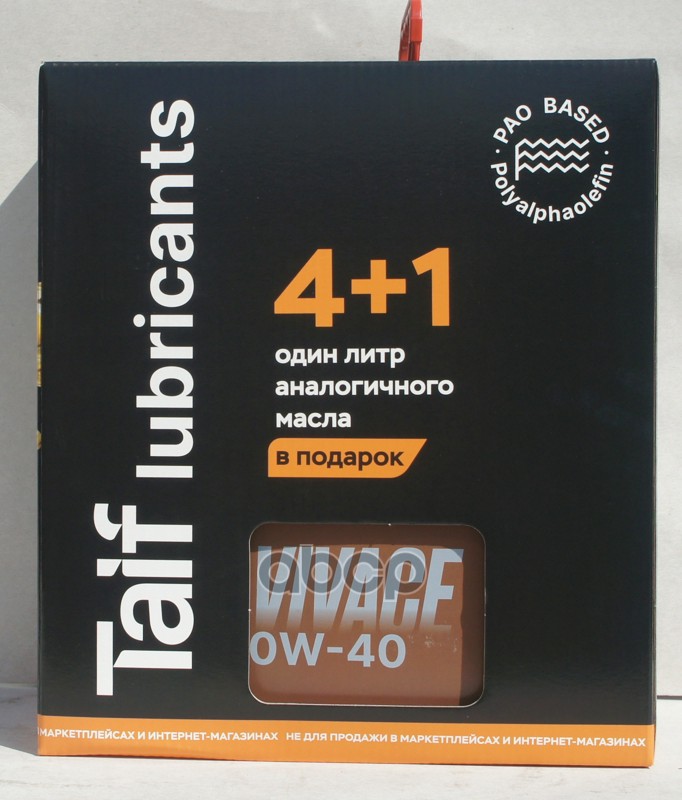 Taif lubricants
· PAO BASED ·
Polyalphaolefin
4+1
один литр
аналогичного
масла
в подарок
VIVACE
abcp
0W-40
МАРКЕТПЛЕЙСАХ И ИНТЕРНЕТ-МАГАЗИНАХ НЕ ДЛЯ ПРОДАЖИ В МАРКЕТПЛЕЙСАХ И ИНТЕРНЕТ-МАГАЗИНАХ